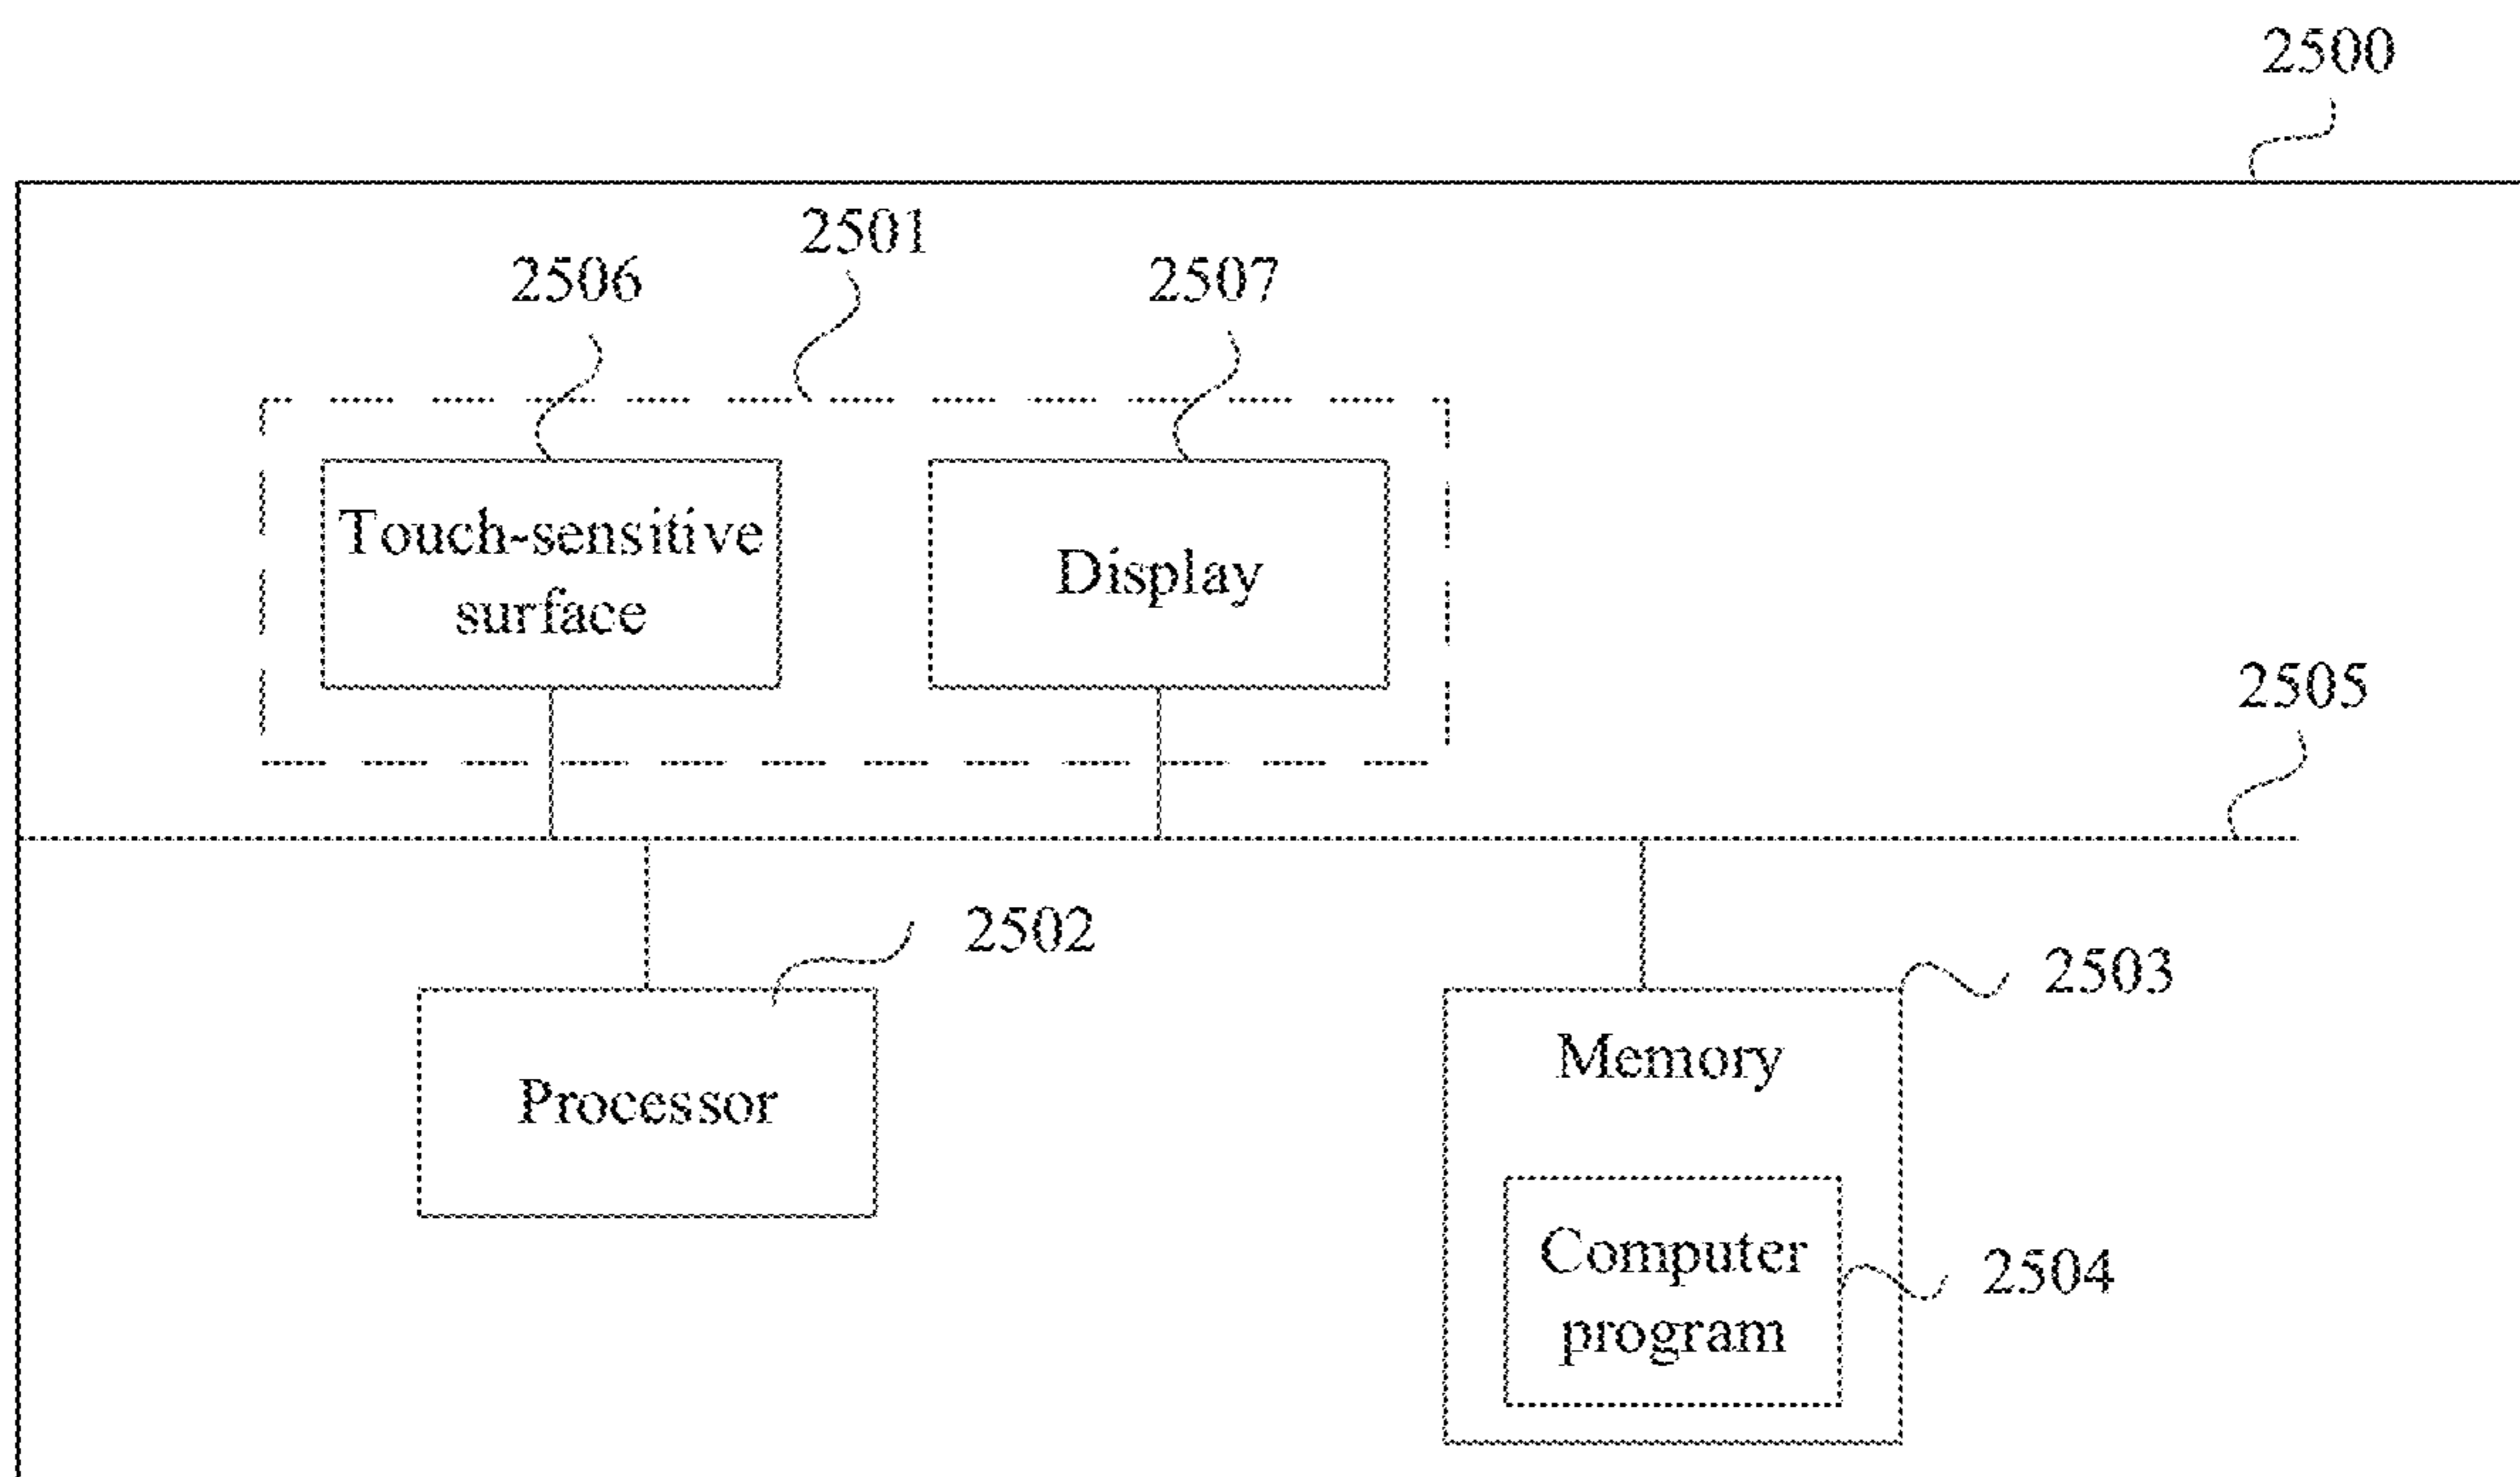 2500
2501
2506
2507
Touch-sensitive
surface
Display
2505
2502
2503
Processor
Memory
Computer
program
2504